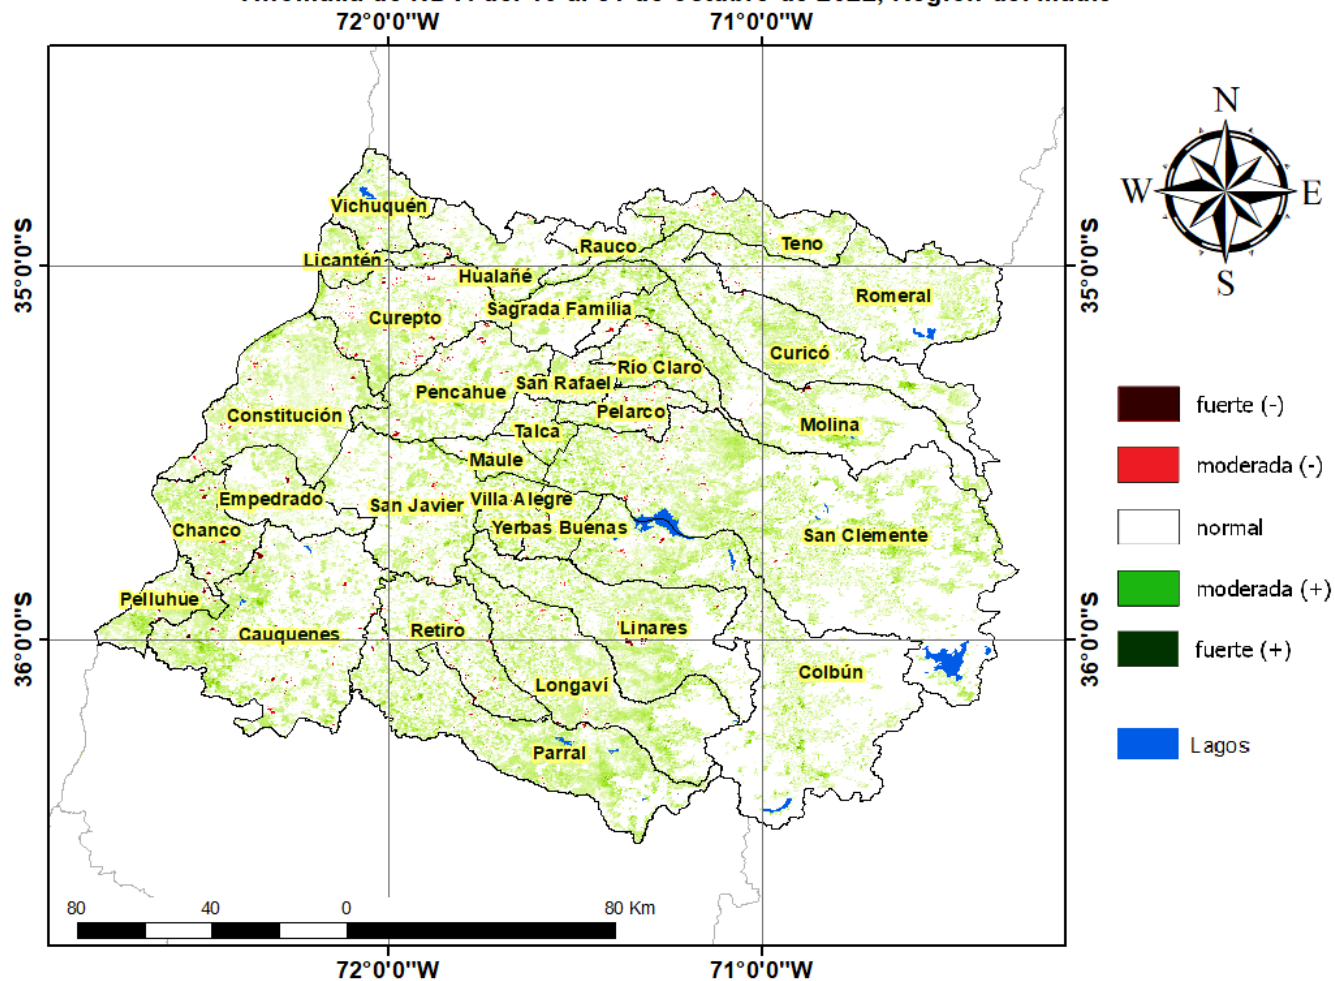 72°0'0"W 71°0'0"W
N
W E
S
35°0'0"S 35°0'0"S
36°0'0"S 36°0'0"S
Vichuquén
Rauco
Teno
Licantén
Hualañé
Romeral
Sagrada Familia
Curepto
Curicó
Río Claro
San Rafael
Pencahue
Pelarco
Constitución
Molina
Talca
Maule
Empedrado
Villa Alegre
San Javier
Chanco
Yerbas Buenas
San Clemente
Pelluhue
Cauquenes
Retiro
Linares
Colbún
Longaví
Parral
fuerte (-)
moderada (-)
normal
moderada (+)
fuerte (+)
Lagos
80 40 0 80 Km
72°0'0"W 71°0'0"W